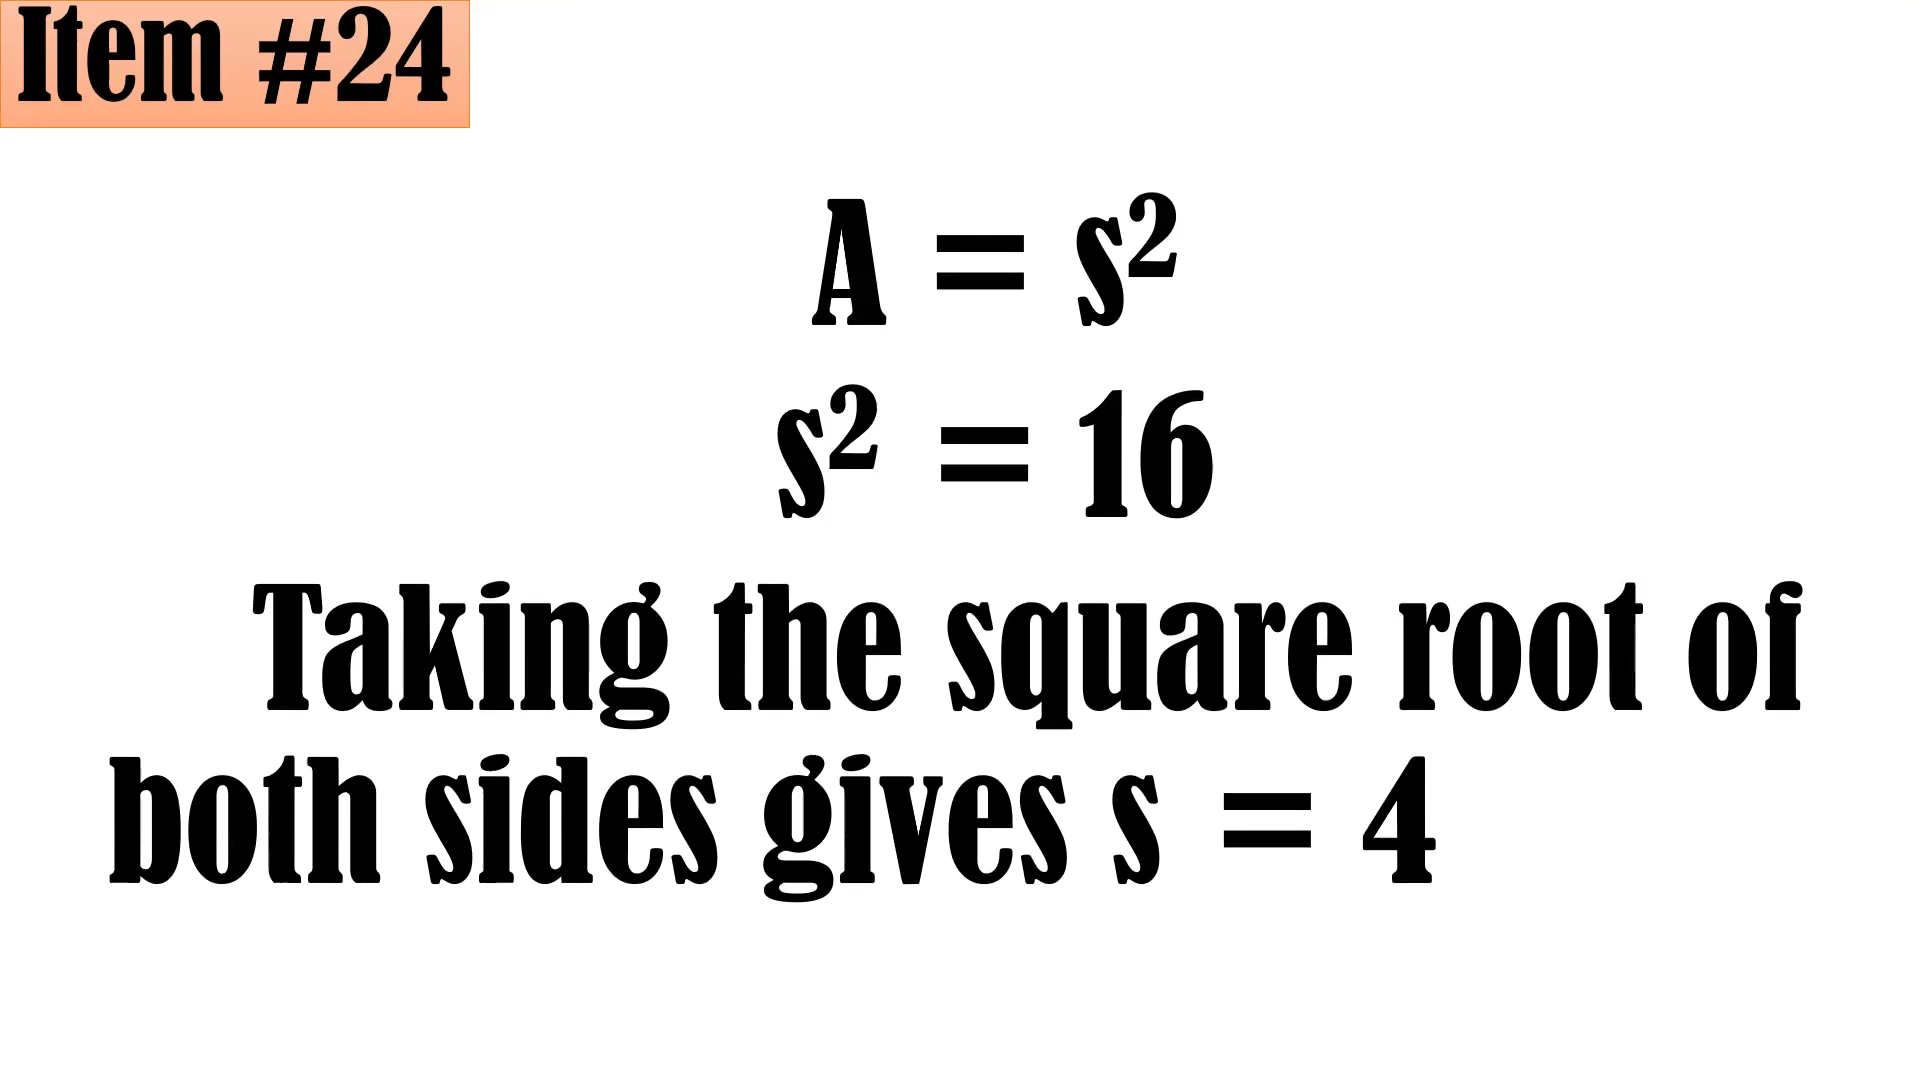 Item #24
A = s²
s² = 16
Taking the square root of
both sides gives s = 4